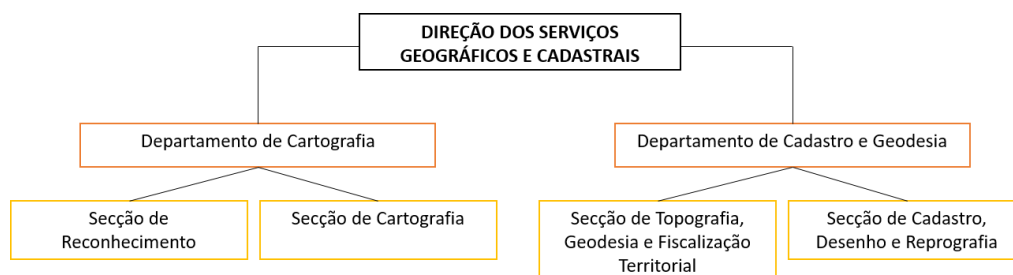 DIREÇÃO DOS SERVIÇOS
GEOGRÁFICOS E CADASTRAIS
Departamento de Cartografia
Departamento de Cadastro e Geodesia
Secção de
Reconhecimento
Secção de Cartografia
Secção de Topografia,
Geodesia e Fiscalização
Territorial
Secção de Cadastro,
Desenho e Reprografia